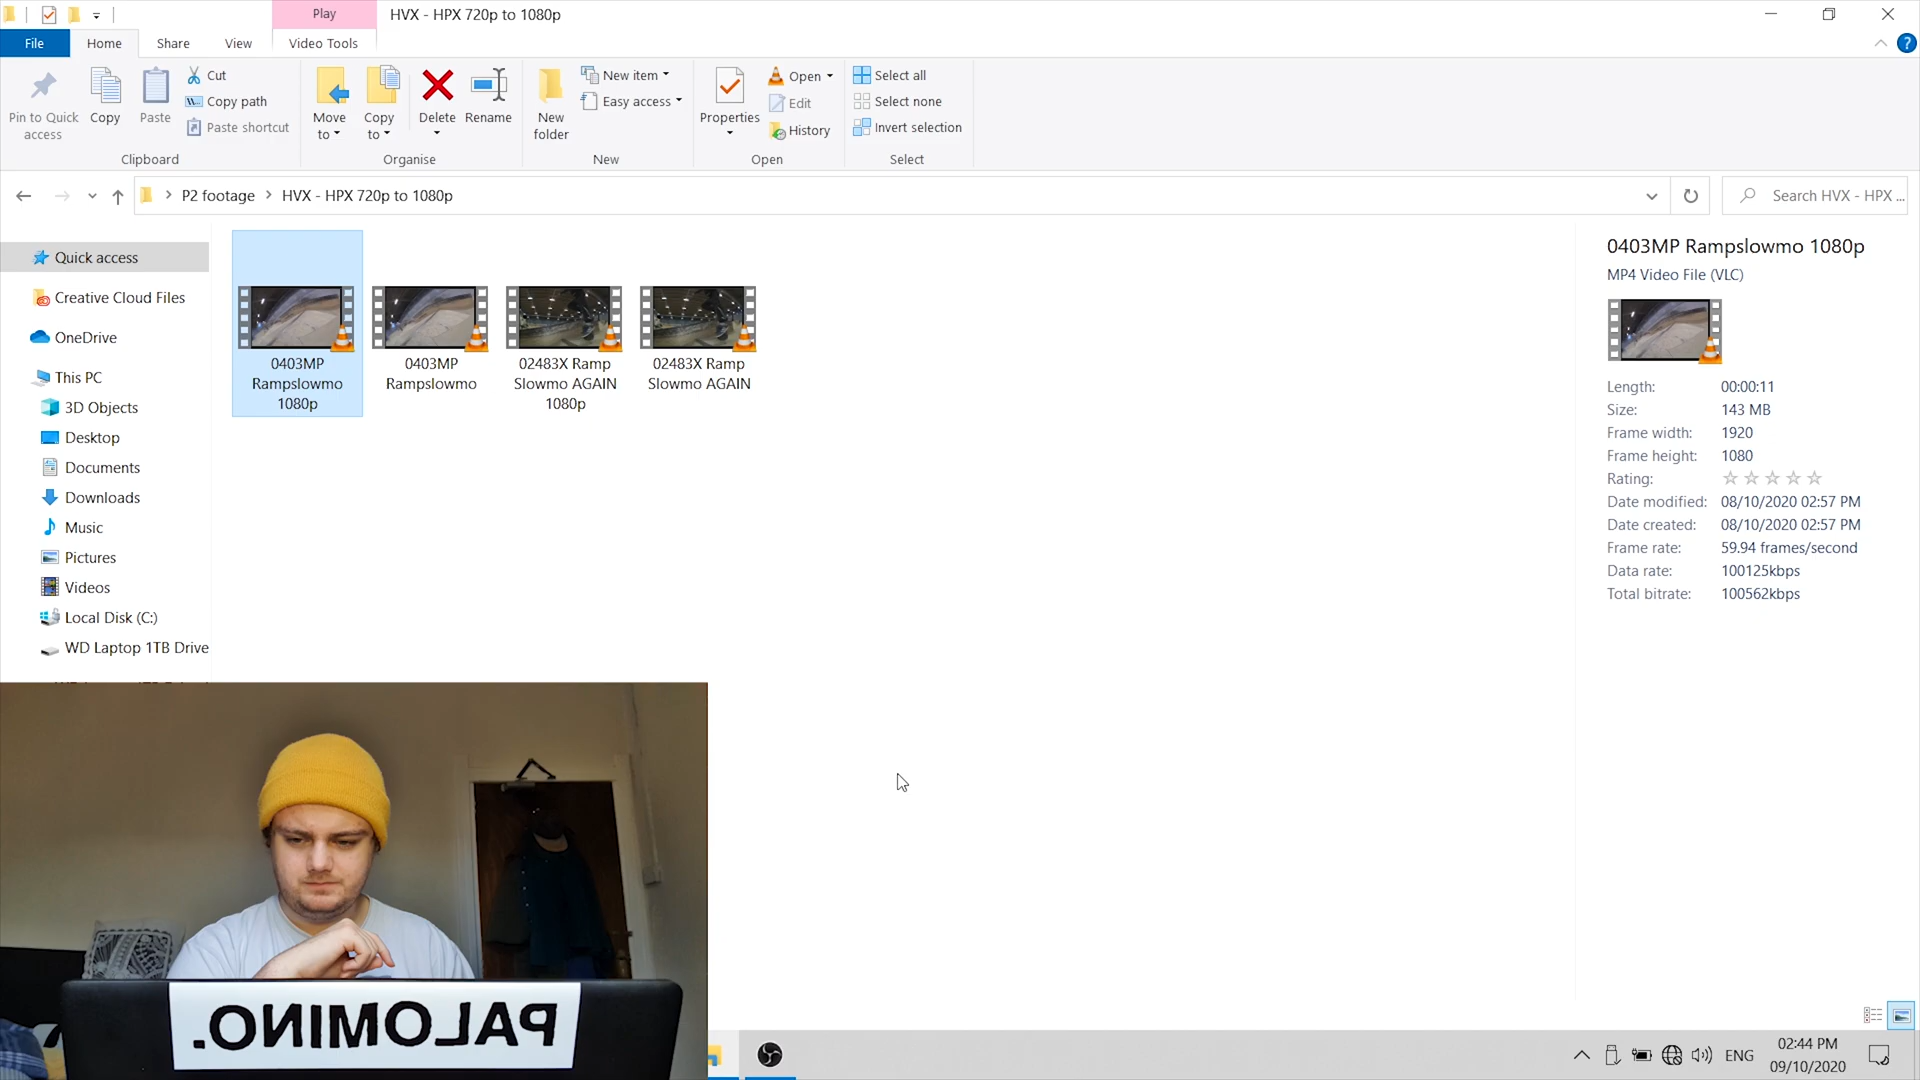 Play
HVX - HPX 720p to 1080p
File
Home
Share
View
Video Tools
Pin to Quick access
Copy
Paste
Cut
Copy path
Paste shortcut
Clipboard
Move to
Copy to
Delete
Rename
Organise
New folder
New item
Easy access
New
Properties
Open
Edit
History
Open
Select all
Select none
Invert selection
Select
P2 footage
HVX - HPX 720p to 1080p
Search HVX - HPX ...
Quick access
Creative Cloud Files
OneDrive
This PC
3D Objects
Desktop
Documents
Downloads
Music
Pictures
Videos
Local Disk (C:)
WD Laptop 1TB Drive
0403MP
Rampslowmo
1080p
0403MP
Rampslowmo
02483X Ramp
Slowmo AGAIN
1080p
02483X Ramp
Slowmo AGAIN
0403MP Rampslowmo 1080p
MP4 Video File (VLC)
Length: 00:00:11
Size: 143 MB
Frame width: 1920
Frame height: 1080
Rating:
Date modified: 08/10/2020 02:57 PM
Date created: 08/10/2020 02:57 PM
Frame rate: 59.94 frames/second
Data rate: 100125kbps
Total bitrate: 100562kbps
PALOMINO.
ENG
02:44 PM
09/10/2020